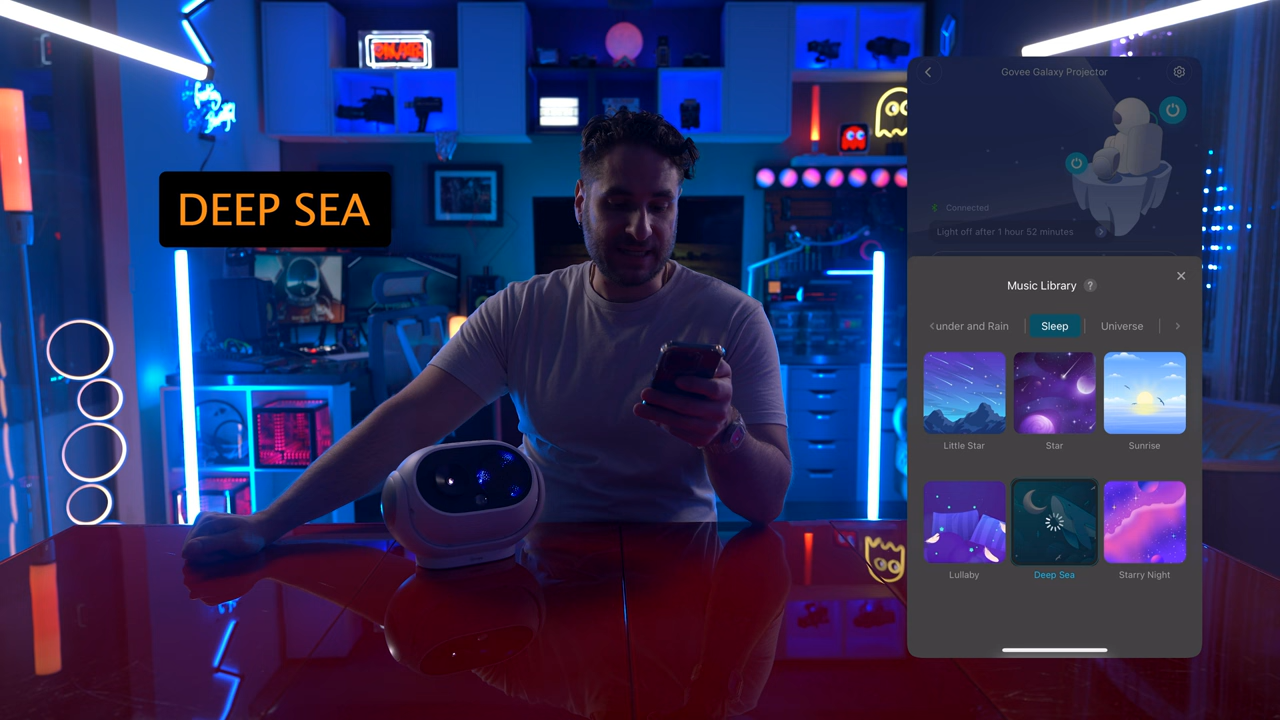 DEEP SEA
Govee Galaxy Projector
Connected
Light off after 1 hour 52 minutes
Music Library ?
under and Rain
Sleep
Universe
Little Star
Star
Sunrise
Lullaby
Deep Sea
Starry Night